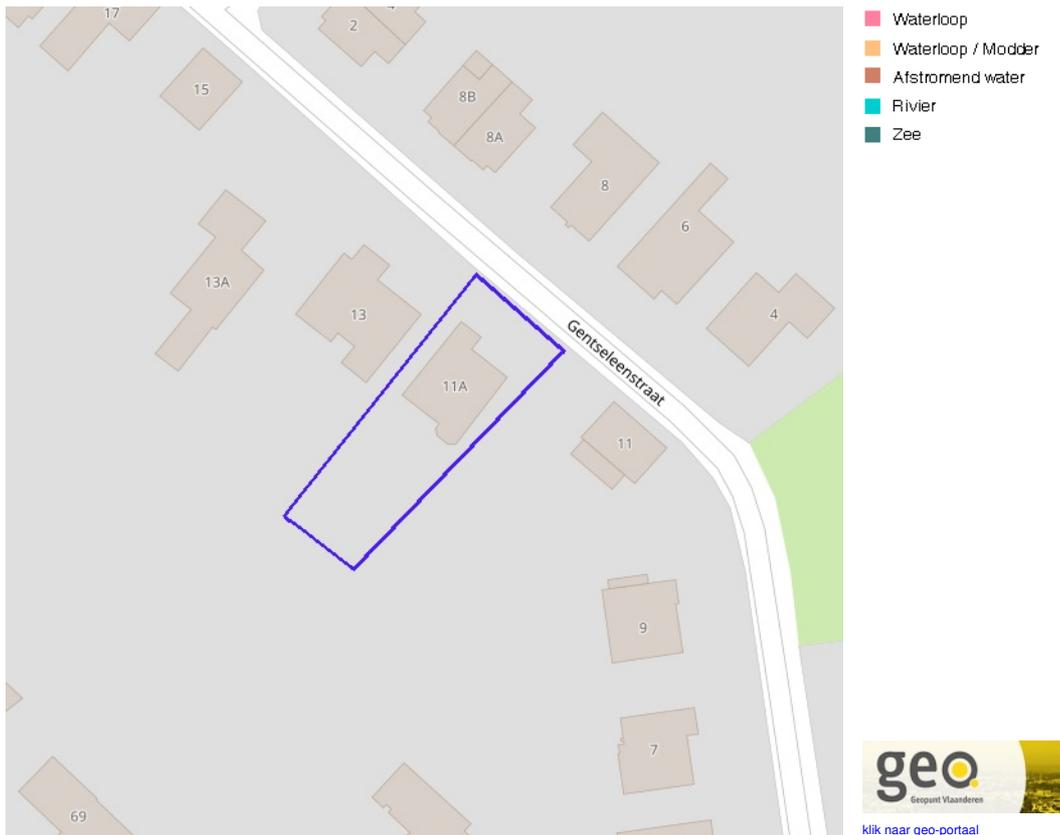 17
2
4
15
8B
8A
8
6
13A
13
4
11A
Gentseleenstraat
11
9
7
69
Waterloop
Waterloop / Modder
Afstromend water
Rivier
Zee
geo
Geopunt Vlaanderen
klik naar geo-portaal